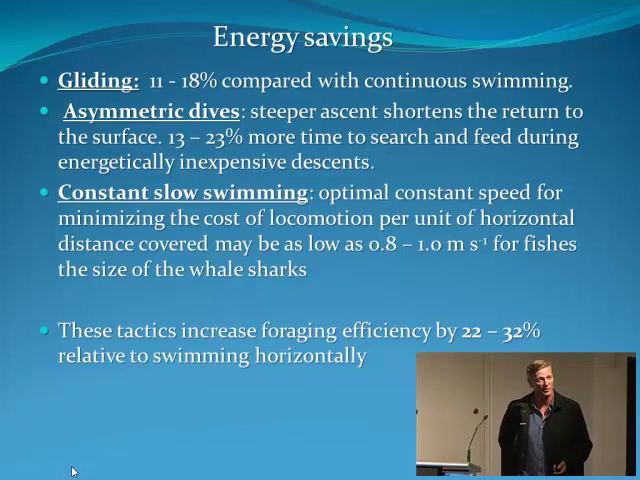 Energy savings
• Gliding: 11 - 18% compared with continuous swimming.
• Asymmetric dives: steeper ascent shortens the return to
the surface. 13 – 23% more time to search and feed during
energetically inexpensive descents.
• Constant slow swimming: optimal constant speed for
minimizing the cost of locomotion per unit of horizontal
distance covered may be as low as 0.8 – 1.0 m s⁻¹ for fishes
the size of the whale sharks
• These tactics increase foraging efficiency by 22 – 32%
relative to swimming horizontally